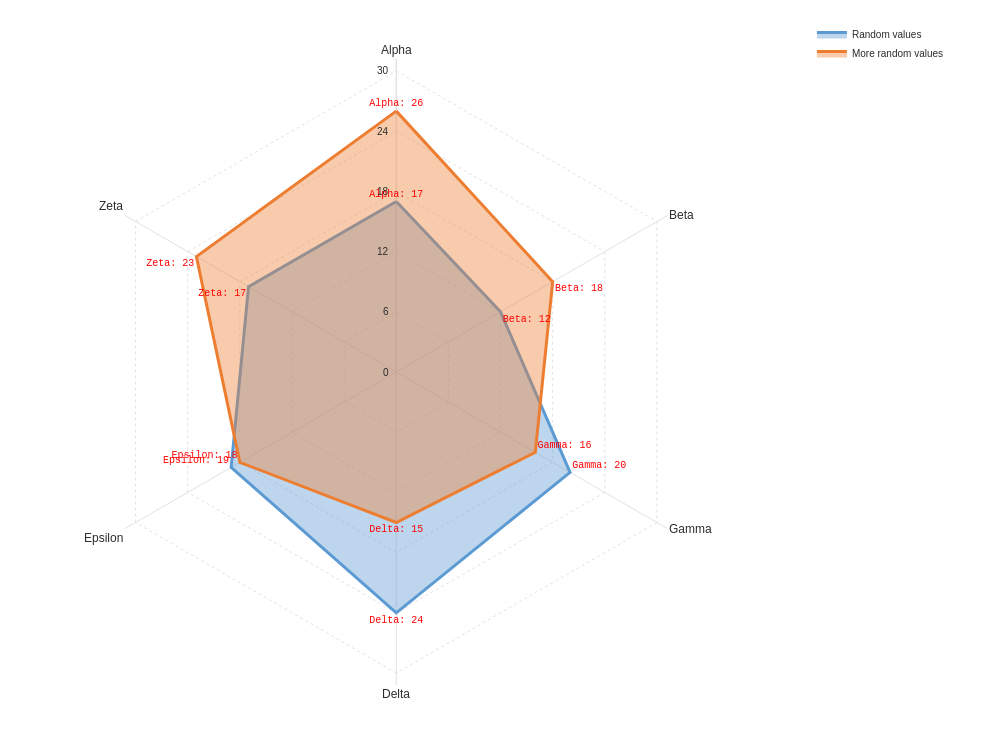 Random values
More random values
Alpha
30
Alpha: 26
24
18
Alpha: 17
Zeta
Beta
12
Zeta: 23
Beta: 18
Zeta: 17
6
Beta: 12
0
Gamma: 16
Epsilon: 18
Epsilon: 19
Gamma: 20
Delta: 15
Gamma
Epsilon
Delta: 24
Delta